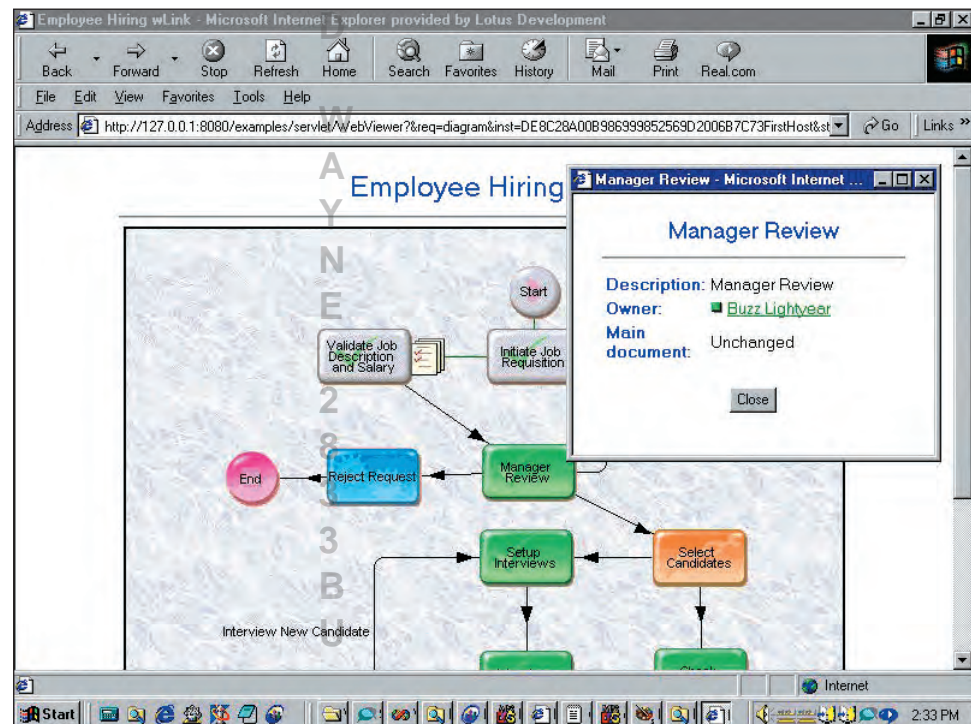 Employee Hiring wLink - Microsoft Internet Explorer provided by Lotus Development
Back Forward Stop Refresh Home Search Favorites History Mail Print Real.com
File Edit View Favorites Tools Help
Address http://127.0.0.1:8080/examples/servlet/WebViewer?&req=diagram&inst=DE8C28A00B986999852569D2006B7C73FirstHost&st Go Links »
Employee Hiring
Manager Review - Microsoft Internet ...
Manager Review
Description: Manager Review
Owner: Buzz Lightyear
Main
document: Unchanged
Close
Start
Validate Job
Description
and Salary
Initiate Job
Requisition
End
Reject Request
Manager
Review
Setup
Interviews
Select
Candidates
Interview New Candidate
Check
Internet
Start
2:33 PM
D
W
A
Y
N
E
2
8
3
B
U